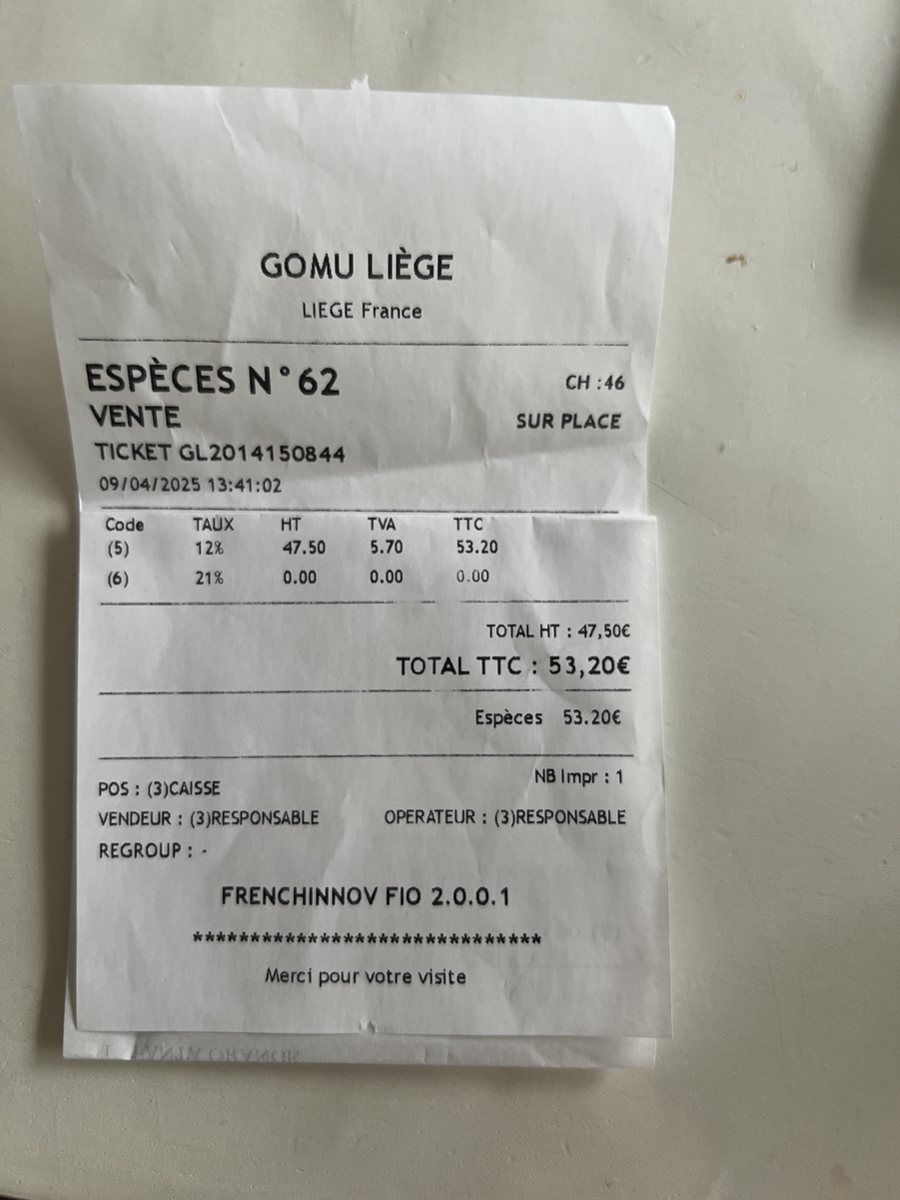 GOMU LIÈGE
LIEGE France
ESPÈCES N°62 CH :46
VENTE SUR PLACE
TICKET GL2014150844
09/04/2025 13:41:02
Code TAUX HT TVA TTC
(5) 12% 47.50 5.70 53.20
(6) 21% 0.00 0.00 0.00
TOTAL HT : 47,50€
TOTAL TTC : 53,20€
Espèces 53.20€
POS : (3)CAISSE NB Impr : 1
VENDEUR : (3)RESPONSABLE OPERATEUR : (3)RESPONSABLE
REGROUP : -
FRENCHINNOV FIO 2.0.0.1
******************************
Merci pour votre visite